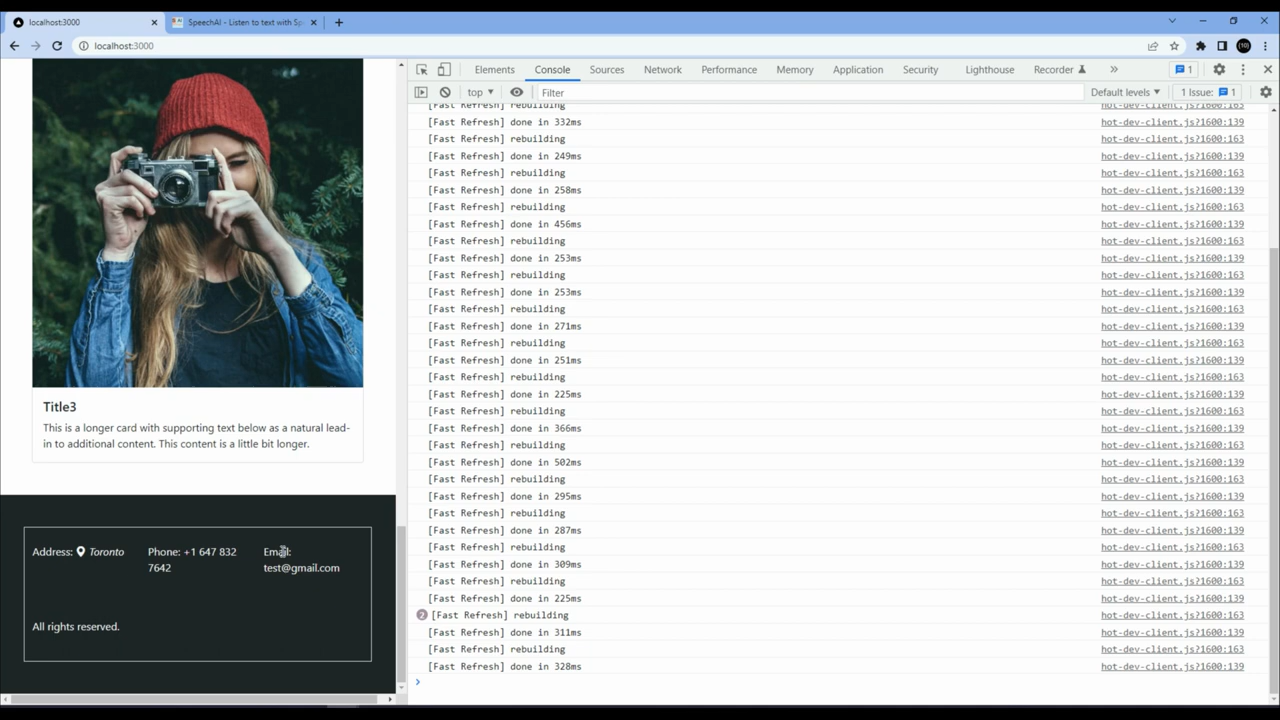 localhost:3000
SpeechAI - Listen to text with Sp
localhost:3000
Elements Console Sources Network Performance Memory Application Security Lighthouse Recorder 1
top Filter Default levels 1 Issue: 1
[Fast Refresh] rebuilding hot-dev-client.js?1600:163
[Fast Refresh] done in 332ms hot-dev-client.js?1600:139
[Fast Refresh] rebuilding hot-dev-client.js?1600:163
[Fast Refresh] done in 249ms hot-dev-client.js?1600:139
[Fast Refresh] rebuilding hot-dev-client.js?1600:163
[Fast Refresh] done in 258ms hot-dev-client.js?1600:139
[Fast Refresh] rebuilding hot-dev-client.js?1600:163
[Fast Refresh] done in 456ms hot-dev-client.js?1600:139
[Fast Refresh] rebuilding hot-dev-client.js?1600:163
[Fast Refresh] done in 253ms hot-dev-client.js?1600:139
[Fast Refresh] rebuilding hot-dev-client.js?1600:163
[Fast Refresh] done in 253ms hot-dev-client.js?1600:139
[Fast Refresh] rebuilding hot-dev-client.js?1600:163
[Fast Refresh] done in 271ms hot-dev-client.js?1600:139
[Fast Refresh] rebuilding hot-dev-client.js?1600:163
[Fast Refresh] done in 251ms hot-dev-client.js?1600:139
[Fast Refresh] rebuilding hot-dev-client.js?1600:163
[Fast Refresh] done in 225ms hot-dev-client.js?1600:139
[Fast Refresh] rebuilding hot-dev-client.js?1600:163
[Fast Refresh] done in 366ms hot-dev-client.js?1600:139
[Fast Refresh] rebuilding hot-dev-client.js?1600:163
[Fast Refresh] done in 502ms hot-dev-client.js?1600:139
[Fast Refresh] rebuilding hot-dev-client.js?1600:163
[Fast Refresh] done in 295ms hot-dev-client.js?1600:139
[Fast Refresh] rebuilding hot-dev-client.js?1600:163
[Fast Refresh] done in 287ms hot-dev-client.js?1600:139
[Fast Refresh] rebuilding hot-dev-client.js?1600:163
[Fast Refresh] done in 309ms hot-dev-client.js?1600:139
[Fast Refresh] rebuilding hot-dev-client.js?1600:163
[Fast Refresh] done in 225ms hot-dev-client.js?1600:139
2 [Fast Refresh] rebuilding hot-dev-client.js?1600:163
[Fast Refresh] done in 311ms hot-dev-client.js?1600:139
[Fast Refresh] rebuilding hot-dev-client.js?1600:163
[Fast Refresh] done in 328ms hot-dev-client.js?1600:139
Title3
This is a longer card with supporting text below as a natural lead-
in to additional content. This content is a little bit longer.
Address: Toronto
Phone: +1 647 832
7642
Email:
test@gmail.com
All rights reserved.